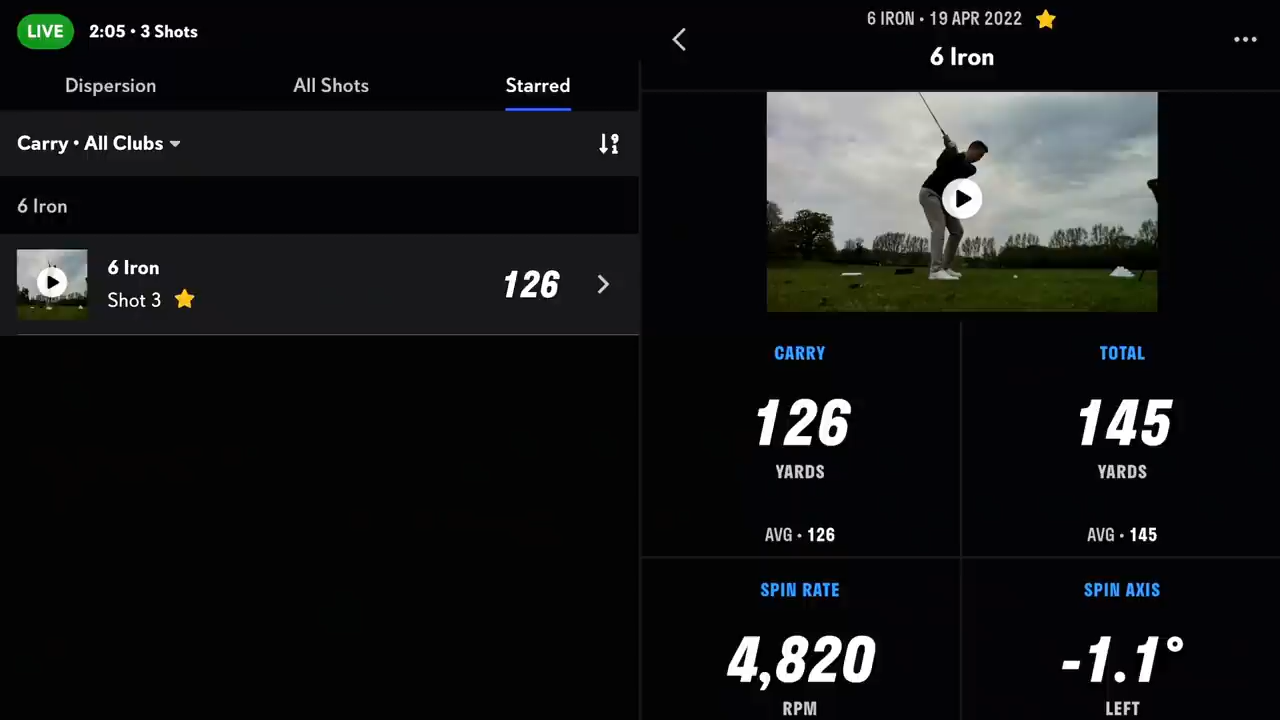 LIVE 2:05 • 3 Shots
Dispersion All Shots Starred
Carry • All Clubs
6 Iron
6 Iron
Shot 3
126
6 IRON • 19 APR 2022
6 Iron
CARRY
126
YARDS
AVG • 126
TOTAL
145
YARDS
AVG • 145
SPIN RATE
4,820
RPM
SPIN AXIS
-1.1°
LEFT